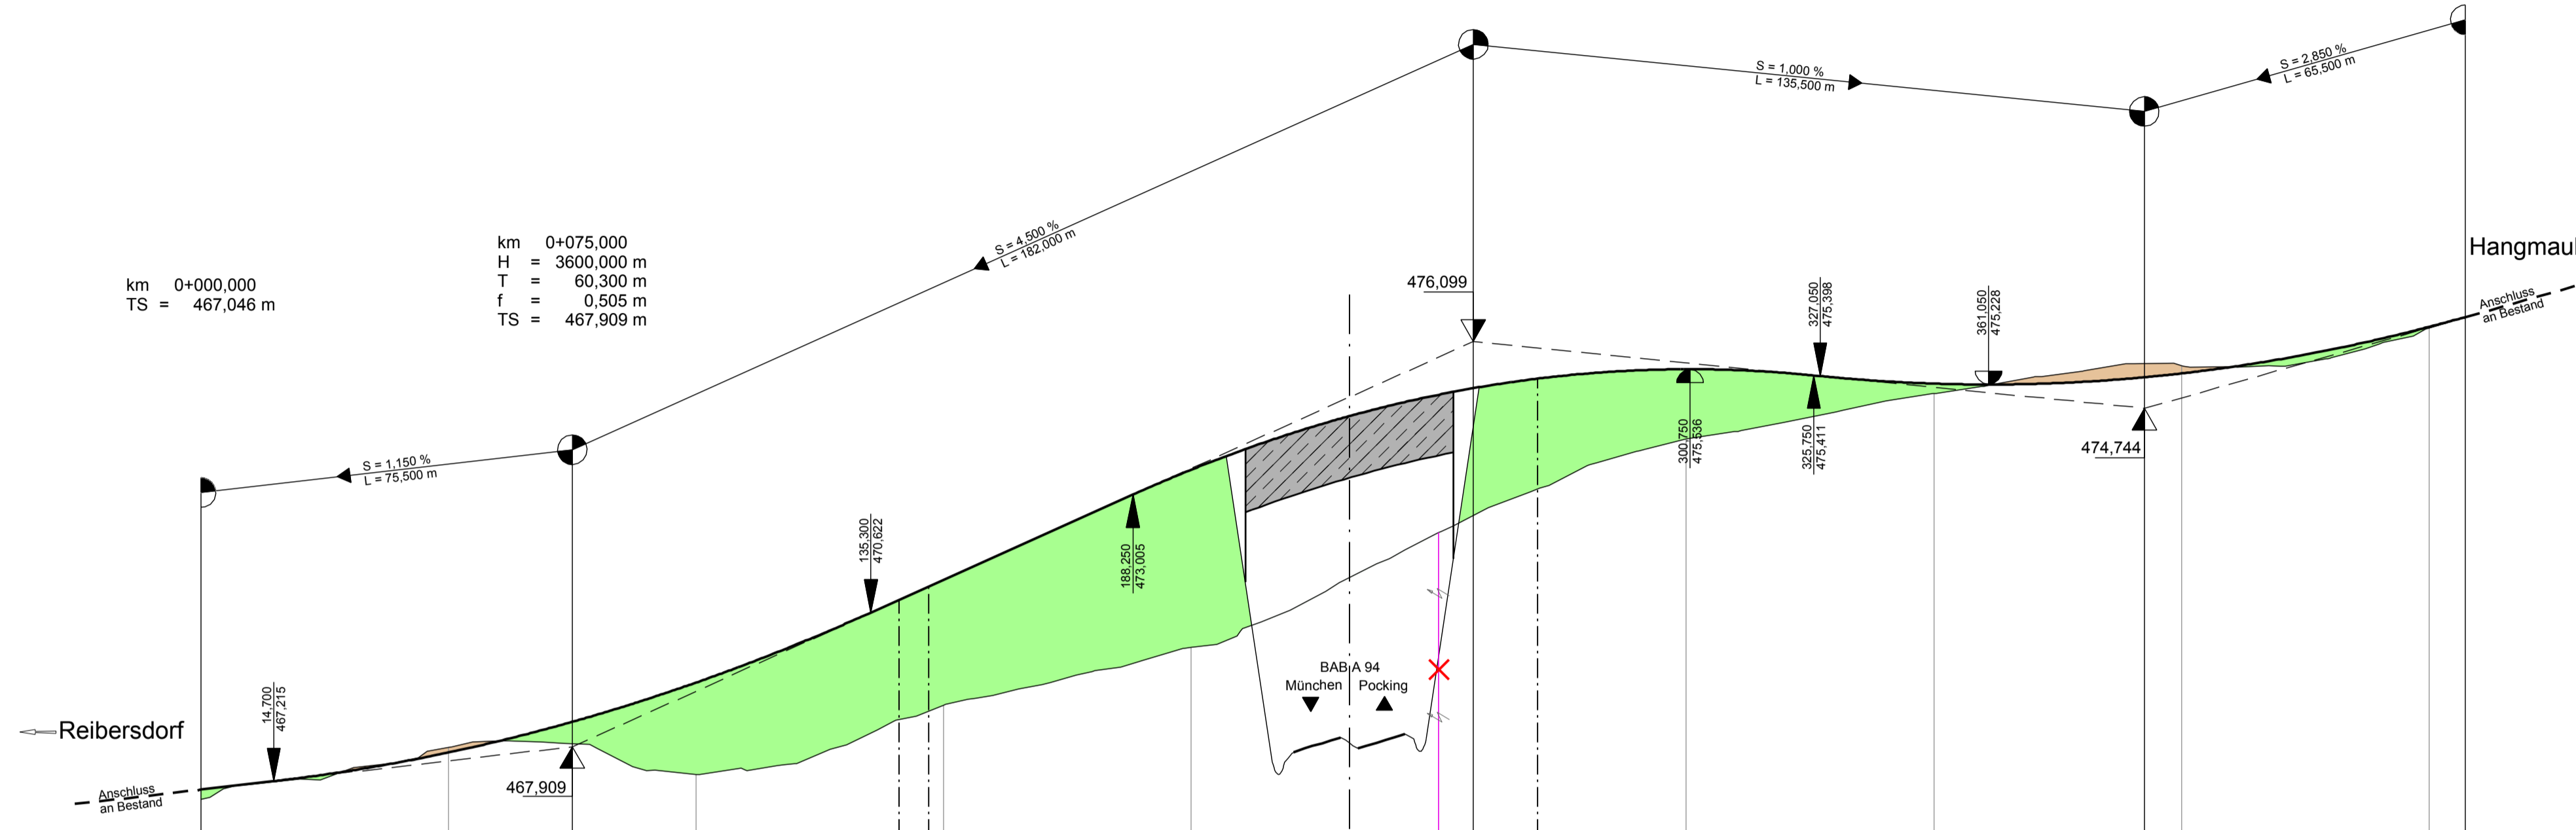 km 0+000,000
TS = 467,046 m
km 0+075,000
H = 3600,000 m
T = 60,300 m
f = 0,505 m
TS = 467,909 m
S = 1,150 %
L = 75,500 m
S = 4,500 %
L = 182,000 m
S = 1,000 %
L = 135,500 m
S = 2,850 %
L = 65,500 m
Reibersdorf
Anschluss
an Bestand
14,700
467,215
467,909
135,300
470,622
188,250
473,005
476,099
BAB A 94
München Pocking
300,750
475,536
327,050
475,398
325,750
475,411
361,050
475,228
474,744
Hangmaul
Anschluss
an Bestand